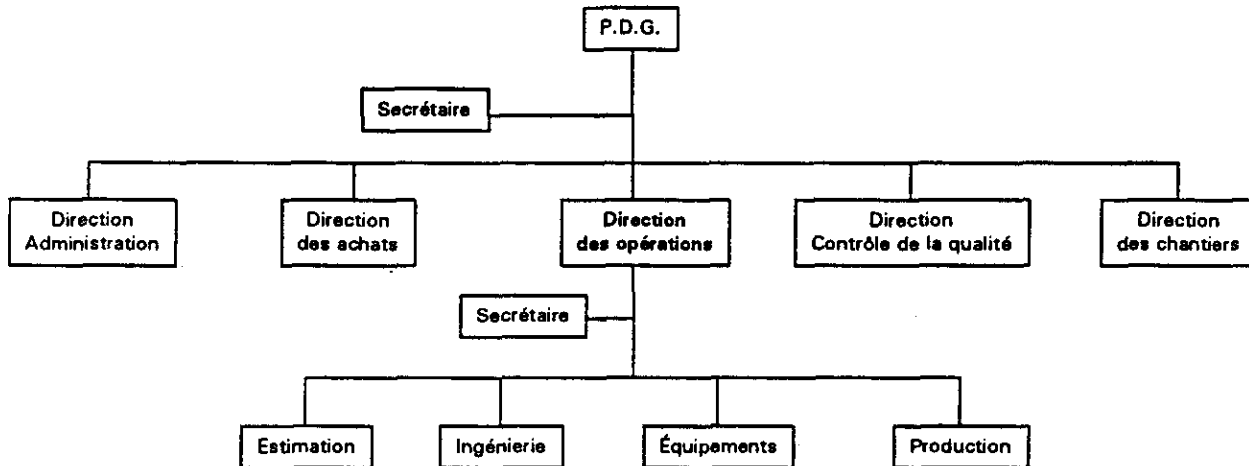 P.D.G.
Secrétaire
Direction
Administration
Direction
des achats
Direction
des opérations
Direction
Contrôle de la qualité
Direction
des chantiers
Secrétaire
Estimation
Ingénierie
Équipements
Production